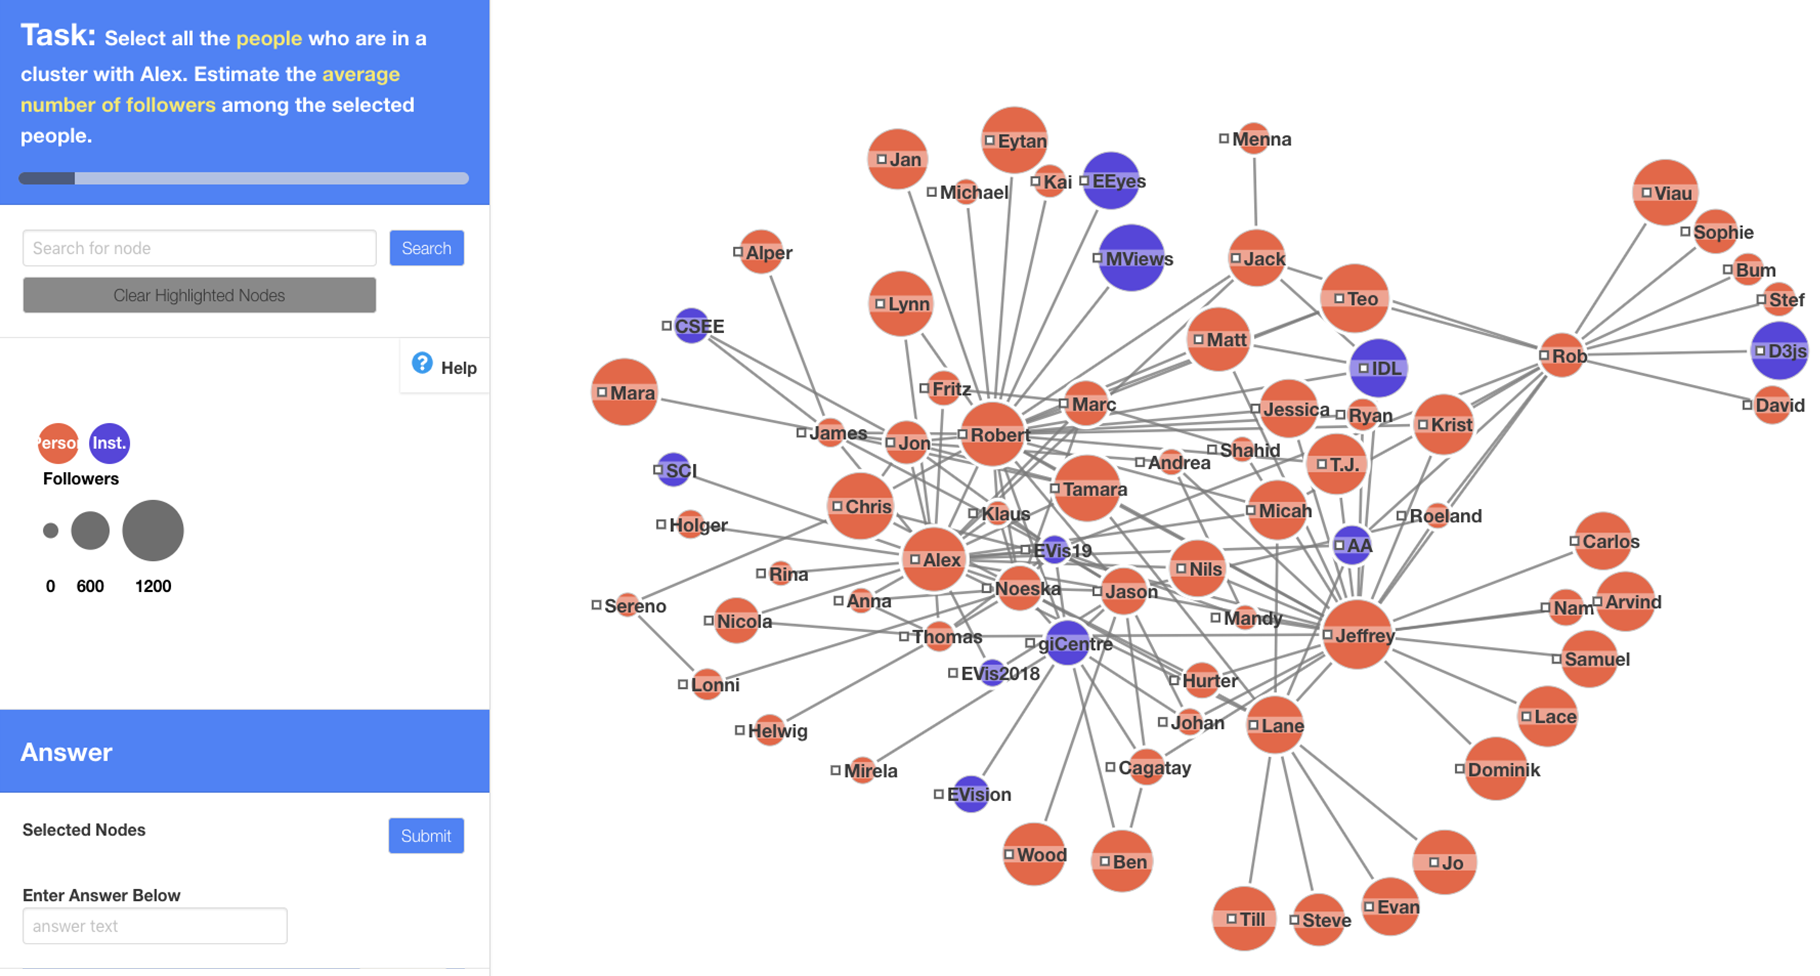 Task: Select all the people who are in a
cluster with Alex. Estimate the average
number of followers among the selected
people.
Search for node
Search
Clear Highlighted Nodes
? Help
Person
Inst.
Followers
0 600 1200
Answer
Selected Nodes
Submit
Enter Answer Below
answer text
Eytan
Menna
Jan
Kai
EEyes
Michael
Viau
Sophie
Alper
MViews
Jack
Bum
Teo
Stef
Lynn
CSEE
Matt
D3js
Rob
IDL
Fritz
Mara
Marc
David
Jessica
Ryan
Krist
James
Jon
Robert
Shahid
Andrea
T.J.
SCI
Tamara
Chris
Micah
Klaus
Roeland
Holger
Carlos
AA
EVis19
Alex
Nils
Rina
Noeska
Jason
Anna
Arvind
Sereno
Nam
Nicola
Mandy
Thomas
Jeffrey
giCentre
Samuel
EVis2018
Hurter
Lonni
Lace
Johan
Lane
Helwig
Cagatay
Dominik
Mirela
EVision
Wood
Ben
Jo
Evan
Till
Steve